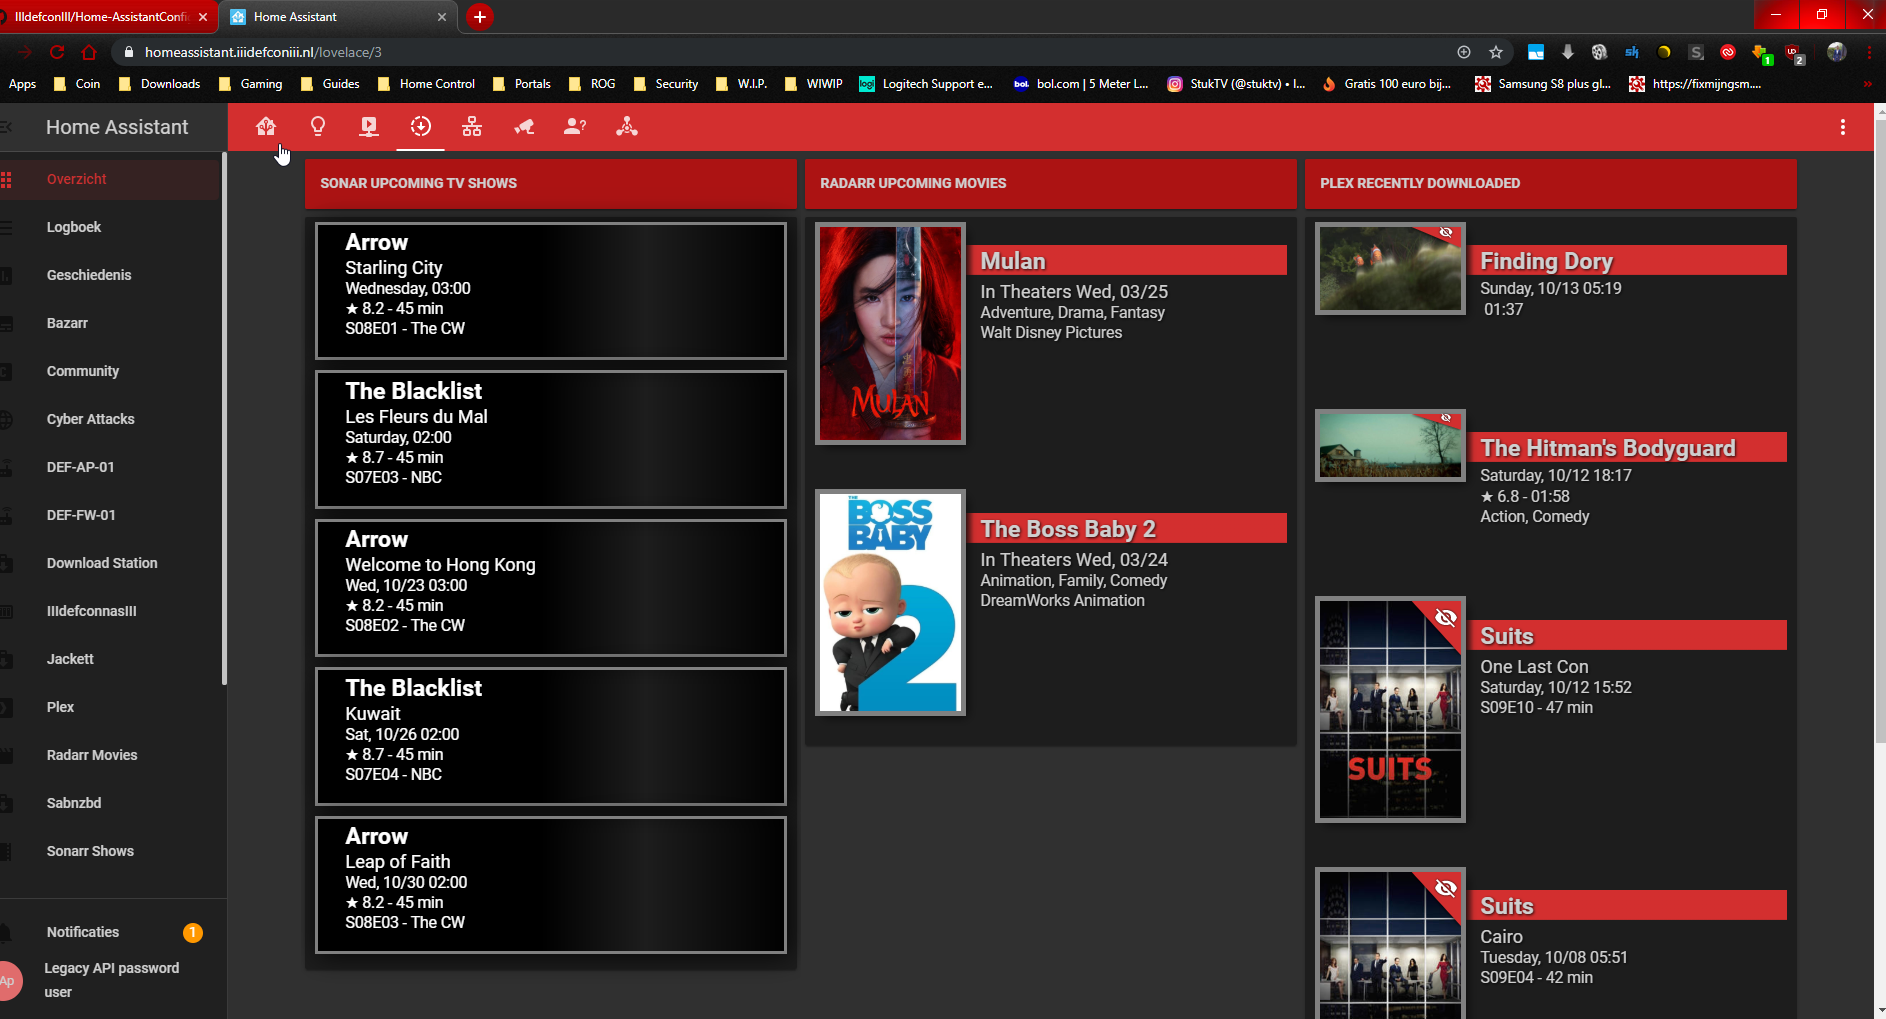 IIIdefconIII/Home-AssistantConfi
Home Assistant
homeassistant.iiidefconiii.nl/lovelace/3
1
2
Apps
Coin
Downloads
Gaming
Guides
Home Control
Portals
ROG
Security
W.I.P.
WIWIP
Logitech Support e...
bol.com | 5 Meter L...
StukTV (@stuktv) • I...
Gratis 100 euro bij...
Samsung S8 plus gl...
https://fixmijngsm....
Home Assistant
Overzicht
Logboek
Geschiedenis
Bazarr
Community
Cyber Attacks
DEF-AP-01
DEF-FW-01
Download Station
IIIdefconnasIII
Jackett
Plex
Radarr Movies
Sabnzbd
Sonarr Shows
Notificaties
1
Ap
Legacy API password
user
SONAR UPCOMING TV SHOWS
Arrow
Starling City
Wednesday, 03:00
★ 8.2 - 45 min
S08E01 - The CW
The Blacklist
Les Fleurs du Mal
Saturday, 02:00
★ 8.7 - 45 min
S07E03 - NBC
Arrow
Welcome to Hong Kong
Wed, 10/23 03:00
★ 8.2 - 45 min
S08E02 - The CW
The Blacklist
Kuwait
Sat, 10/26 02:00
★ 8.7 - 45 min
S07E04 - NBC
Arrow
Leap of Faith
Wed, 10/30 02:00
★ 8.2 - 45 min
S08E03 - The CW
RADARR UPCOMING MOVIES
MULAN
Mulan
In Theaters Wed, 03/25
Adventure, Drama, Fantasy
Walt Disney Pictures
THE
BOSS
BABY
2
The Boss Baby 2
In Theaters Wed, 03/24
Animation, Family, Comedy
DreamWorks Animation
PLEX RECENTLY DOWNLOADED
Finding Dory
Sunday, 10/13 05:19
01:37
The Hitman's Bodyguard
Saturday, 10/12 18:17
★ 6.8 - 01:58
Action, Comedy
SUITS
Suits
One Last Con
Saturday, 10/12 15:52
S09E10 - 47 min
Suits
Cairo
Tuesday, 10/08 05:51
S09E04 - 42 min